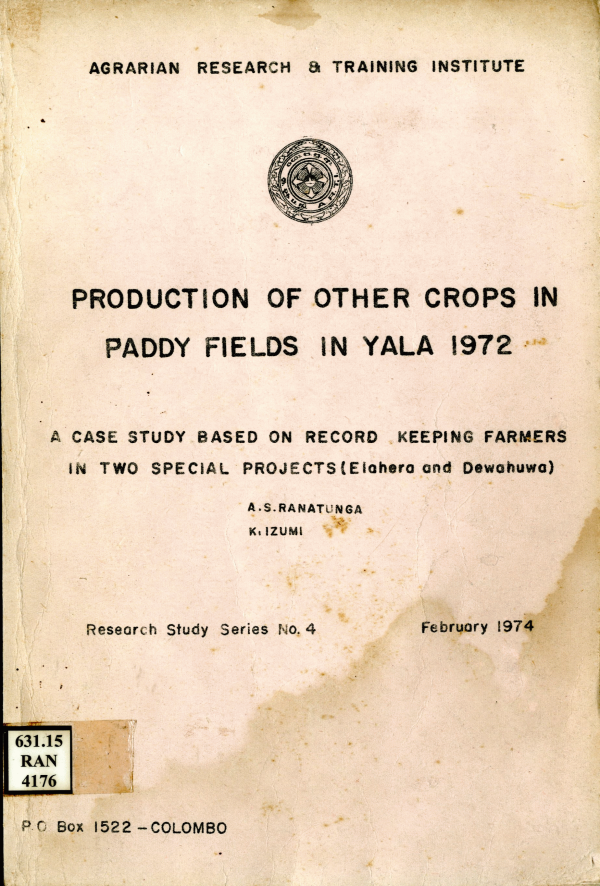 AGRARIAN RESEARCH & TRAINING INSTITUTE
PRODUCTION OF OTHER CROPS IN
PADDY FIELDS IN YALA 1972
A CASE STUDY BASED ON RECORD KEEPING FARMERS
IN TWO SPECIAL PROJECTS (Elahera and Dewahuwa)
A.S.RANATUNGA
K. IZUMI
Research Study Series No. 4
February 1974
631.15
RAN
4176
P.O Box 1522 - COLOMBO